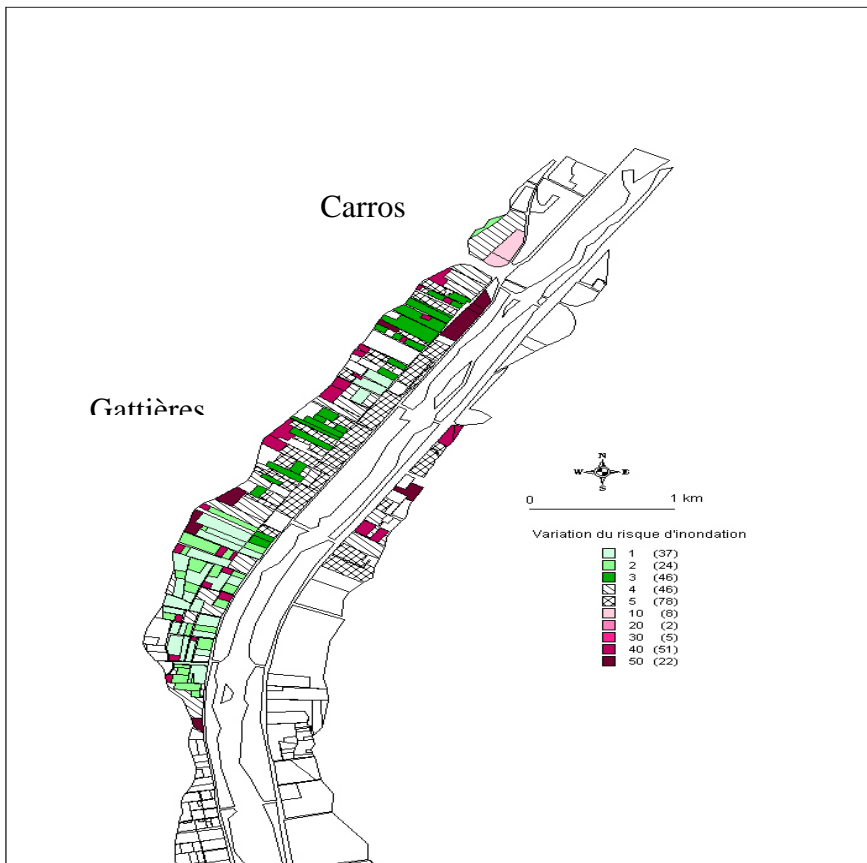 Carros
Gattières
N
W E
S
0 1 km
Variation du risque d'inondation
1 (37)
2 (24)
3 (46)
4 (46)
5 (78)
10 (8)
20 (2)
30 (5)
40 (51)
50 (22)